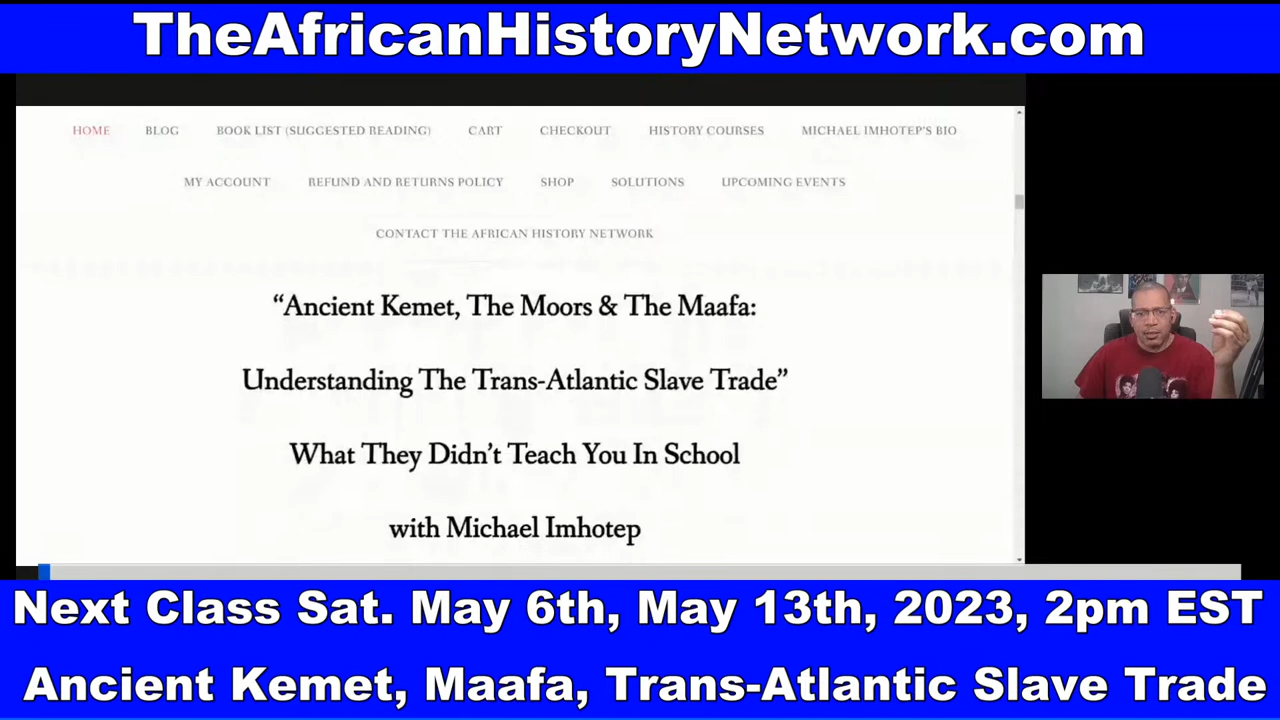 TheAfricanHistoryNetwork.com
HOME BLOG BOOK LIST (SUGGESTED READING) CART CHECKOUT HISTORY COURSES MICHAEL IMHOTEP'S BIO
MY ACCOUNT REFUND AND RETURNS POLICY SHOP SOLUTIONS UPCOMING EVENTS
CONTACT THE AFRICAN HISTORY NETWORK
“Ancient Kemet, The Moors & The Maafa:
Understanding The Trans-Atlantic Slave Trade”
What They Didn’t Teach You In School
with Michael Imhotep
Next Class Sat. May 6th, May 13th, 2023, 2pm EST
Ancient Kemet, Maafa, Trans-Atlantic Slave Trade